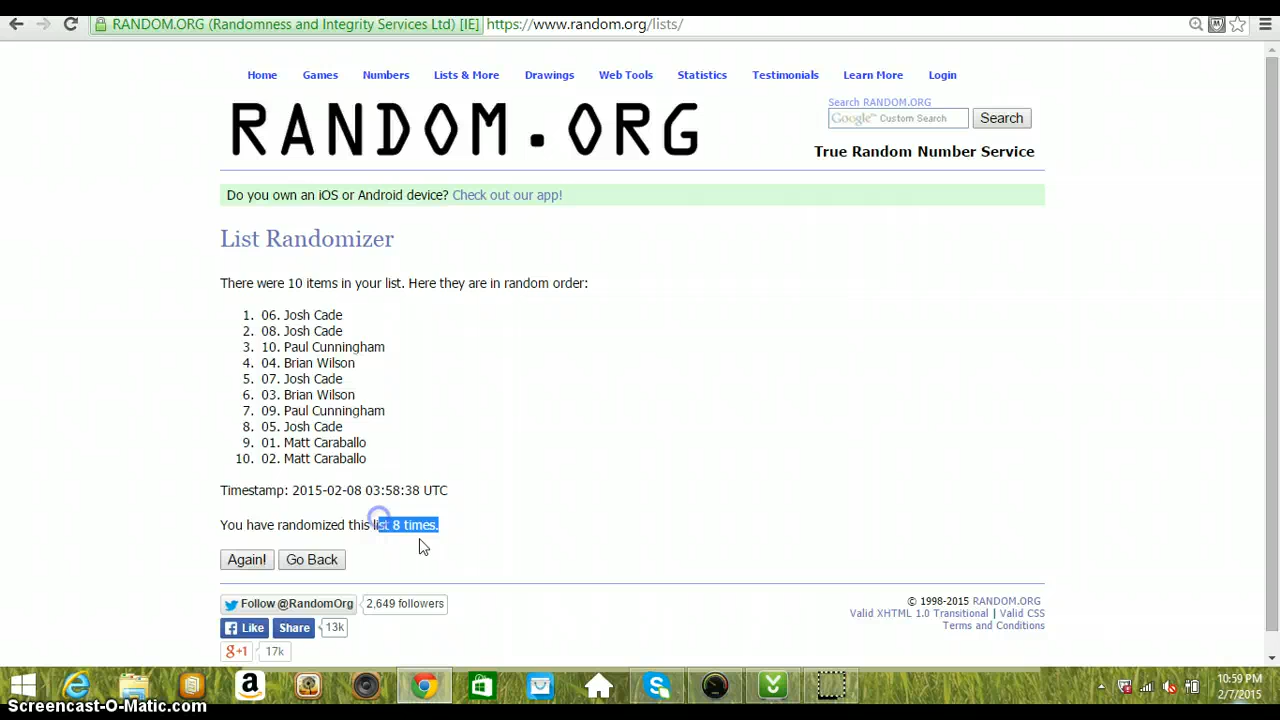 RANDOM.ORG (Randomness and Integrity Services Ltd) [IE] https://www.random.org/lists/
Home Games Numbers Lists & More Drawings Web Tools Statistics Testimonials Learn More Login
RANDOM.ORG
Search RANDOM.ORG
Google™ Custom Search Search
True Random Number Service
Do you own an iOS or Android device? Check out our app!
List Randomizer
There were 10 items in your list. Here they are in random order:
1. 06. Josh Cade
2. 08. Josh Cade
3. 10. Paul Cunningham
4. 04. Brian Wilson
5. 07. Josh Cade
6. 03. Brian Wilson
7. 09. Paul Cunningham
8. 05. Josh Cade
9. 01. Matt Caraballo
10. 02. Matt Caraballo
Timestamp: 2015-02-08 03:58:38 UTC
You have randomized this list 8 times.
Again! Go Back
Follow @RandomOrg 2,649 followers
Like Share 13k
g+1 17k
© 1998-2015 RANDOM.ORG
Valid XHTML 1.0 Transitional | Valid CSS
Terms and Conditions
10:59 PM
2/7/2015
Screencast-O-Matic.com